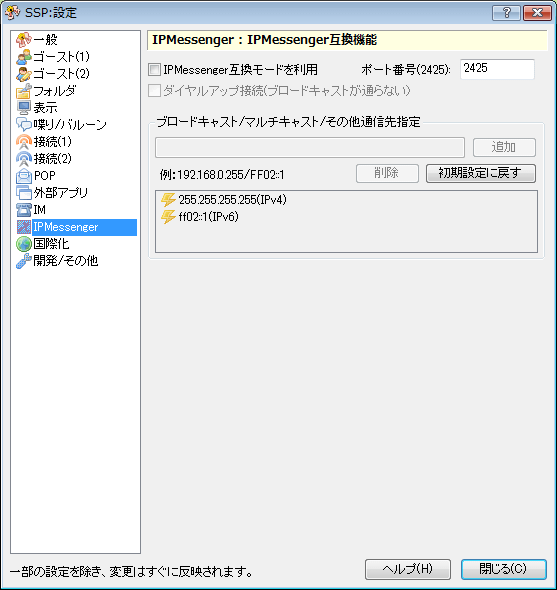 SSP:設定
一般
ゴースト(1)
ゴースト(2)
フォルダ
表示
喋り/バルーン
接続(1)
接続(2)
POP
外部アプリ
IM
IPMessenger
国際化
開発/その他
IPMessenger：IPMessenger互換機能
IPMessenger互換モードを利用 ポート番号(2425): 2425
ダイヤルアップ接続(ブロードキャストが通らない)
ブロードキャスト/マルチキャスト/その他通信先指定
追加
例：192.168.0.255/FF02::1 削除 初期設定に戻す
255.255.255.255(IPv4)
ff02::1(IPv6)
一部の設定を除き、変更はすぐに反映されます。 ヘルプ(H) 閉じる(C)